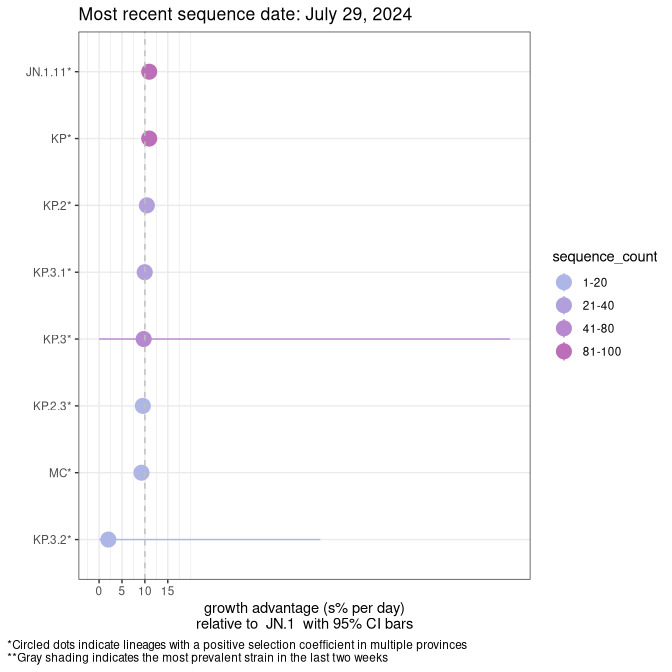 Most recent sequence date: July 29, 2024
JN.1.11*
KP*
KP.2*
KP.3.1*
KP.3*
KP.2.3*
MC*
KP.3.2*
0 5 10 15
growth advantage (s% per day)
relative to JN.1 with 95% CI bars
sequence_count
1-20
21-40
41-80
81-100
*Circled dots indicate lineages with a positive selection coefficient in multiple provinces
**Gray shading indicates the most prevalent strain in the last two weeks